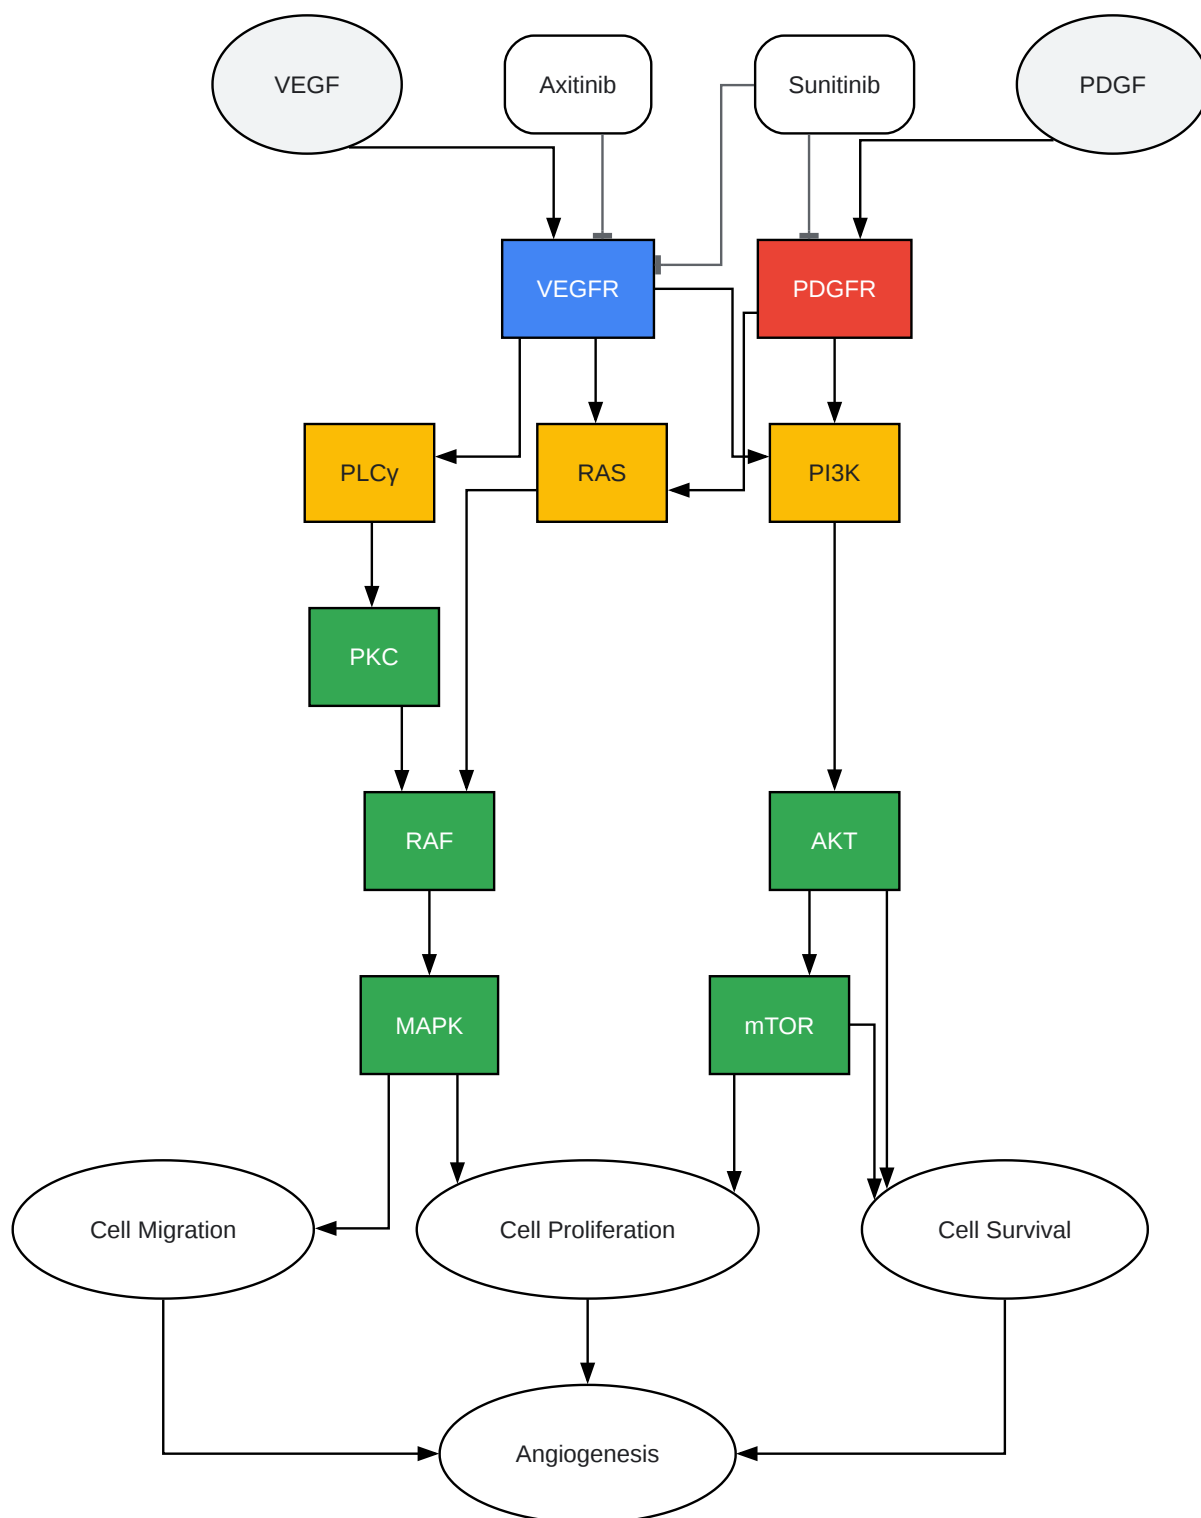 VEGF
Axitinib
Sunitinib
PDGF
VEGFR
PDGFR
PLCγ
RAS
PI3K
PKC
RAF
AKT
MAPK
mTOR
Cell Migration
Cell Proliferation
Cell Survival
Angiogenesis